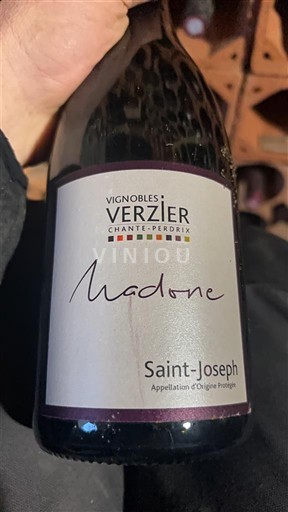 VIGNOBLES
VERZIER
CHANTE-PERDRIX
VINIOU
Madone
Saint-Joseph
Appellation d'Origine Protégée